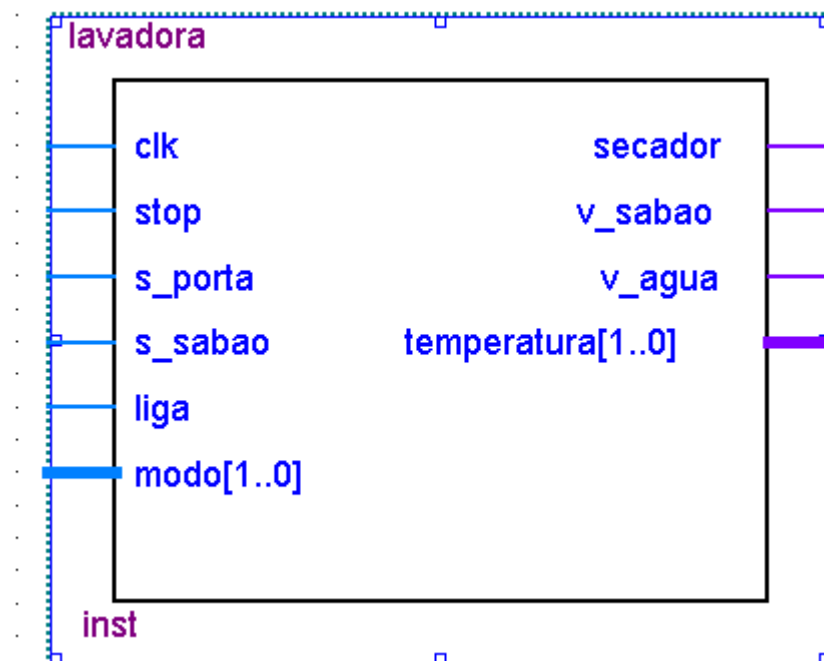 lavadora
clk secador
stop v_sabao
s_porta v_agua
s_sabao temperatura[1..0]
liga
modo[1..0]
inst